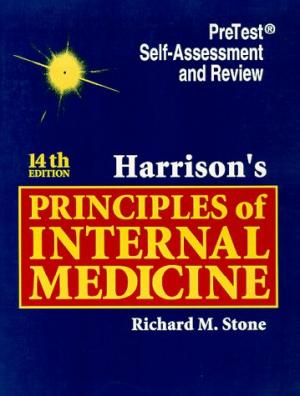 PreTest®
Self-Assessment
and Review
14th
EDITION
Harrison's
PRINCIPLES of
INTERNAL
MEDICINE
Richard M. Stone